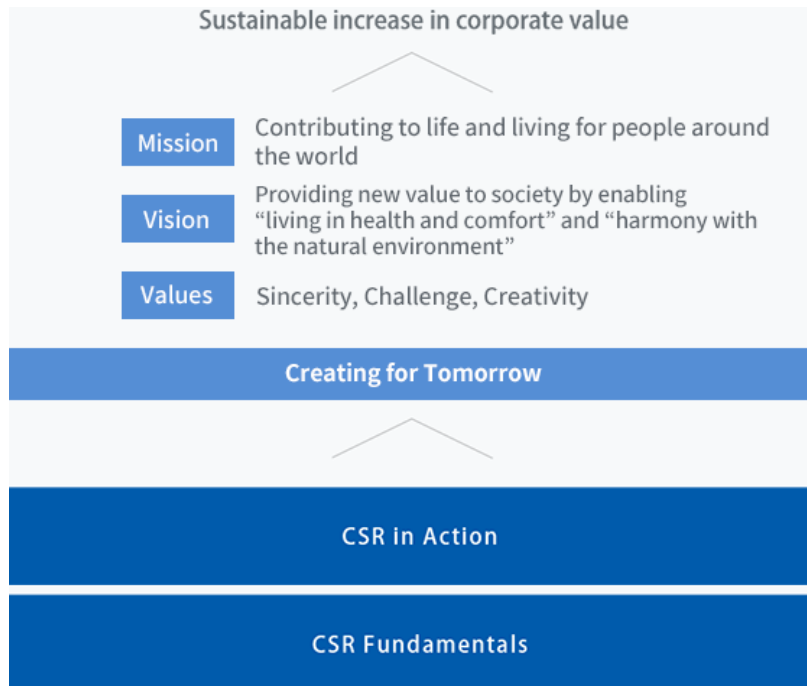 Sustainable increase in corporate value
Mission
Contributing to life and living for people around
the world
Vision
Providing new value to society by enabling
“living in health and comfort” and “harmony with
the natural environment”
Values
Sincerity, Challenge, Creativity
Creating for Tomorrow
CSR in Action
CSR Fundamentals